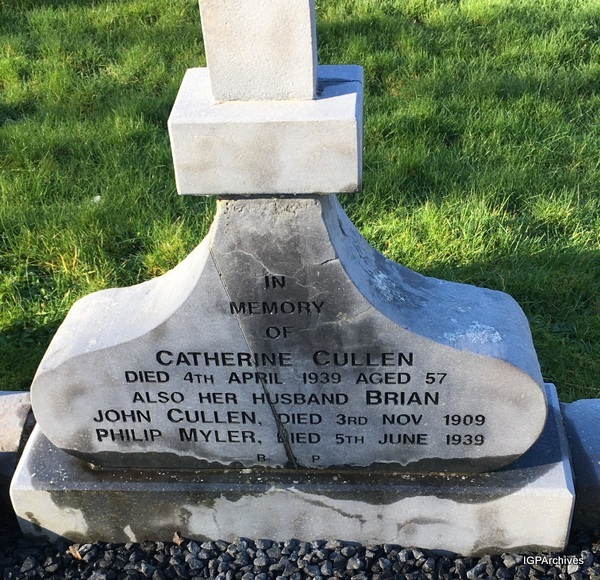 IN
MEMORY
OF
CATHERINE CULLEN
DIED 4TH APRIL 1939 AGED 57
ALSO HER HUSBAND BRIAN
JOHN CULLEN, DIED 3RD NOV 1909
PHILIP MYLER, DIED 5TH JUNE 1939
R P
IGPArchives